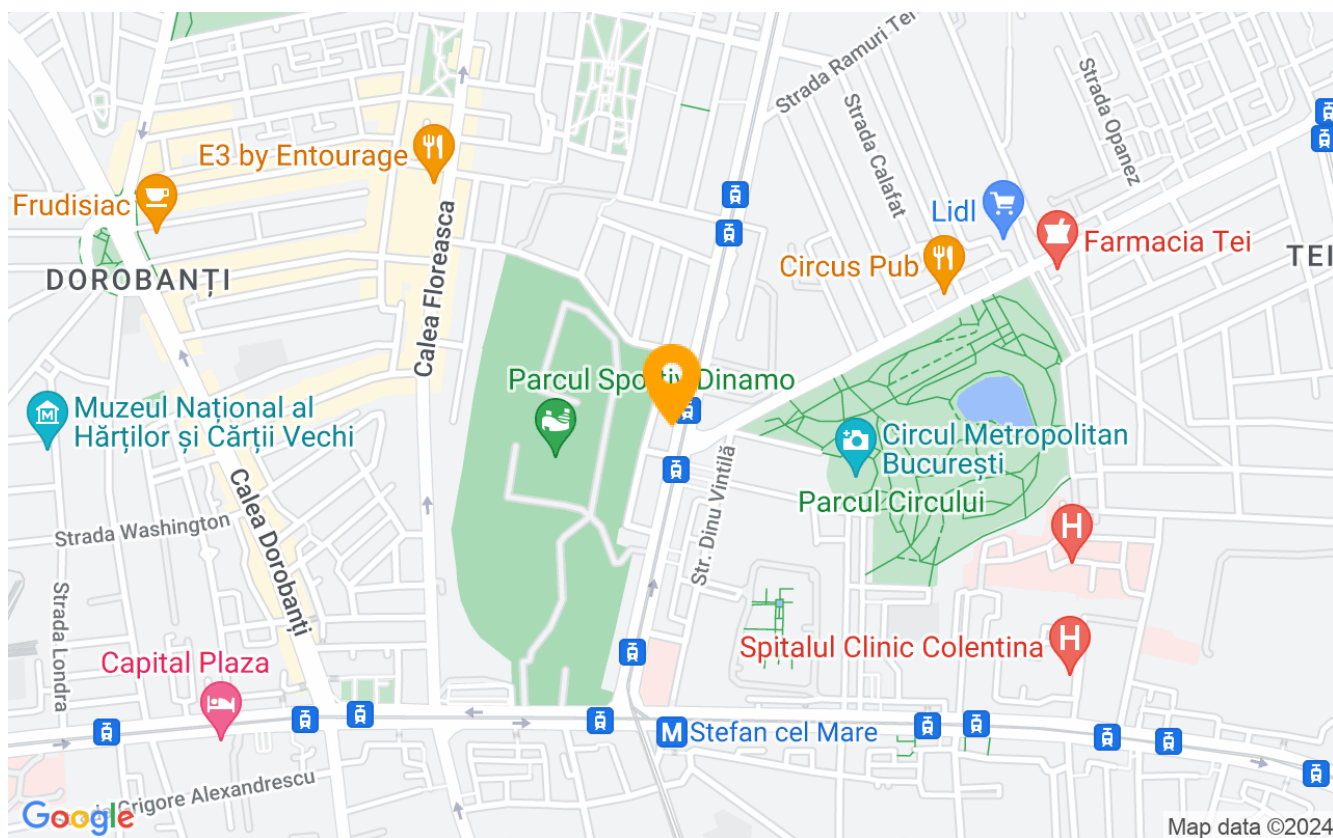 Strada Ramuri Tei
Strada Opanez
Strada Calafat
E3 by Entourage
Frudisiac
Lidl
Calea Floreasca
Farmacia Tei
TEI
Circus Pub
DOROBANȚI
Parcul Sportiv Dinamo
Muzeul Național al
Hărților și Cărții Vechi
Circul Metropolitan
București
Parcul Circului
Calea Dorobanți
Strada Washington
Str. Dinu Vintilă
H
Strada Londra
Spitalul Clinic Colentina
H
Capital Plaza
M Stefan cel Mare
Grigore Alexandrescu
Google
Map data ©2024